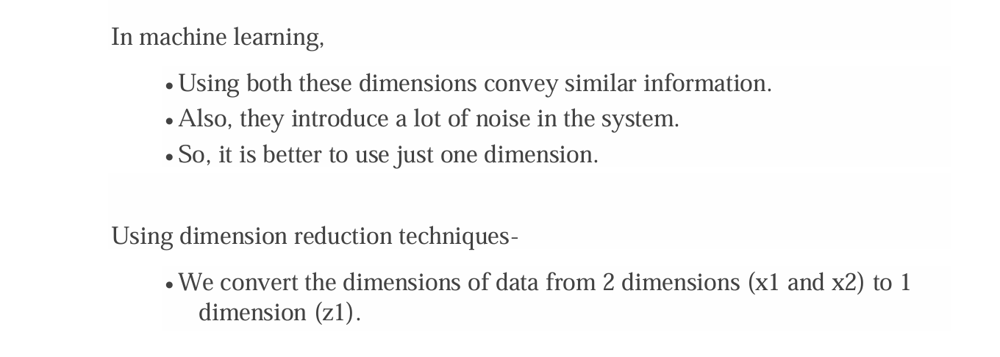 In machine learning,
• Using both these dimensions convey similar information.
• Also, they introduce a lot of noise in the system.
• So, it is better to use just one dimension.
Using dimension reduction techniques-
• We convert the dimensions of data from 2 dimensions (x1 and x2) to 1
dimension (z1).